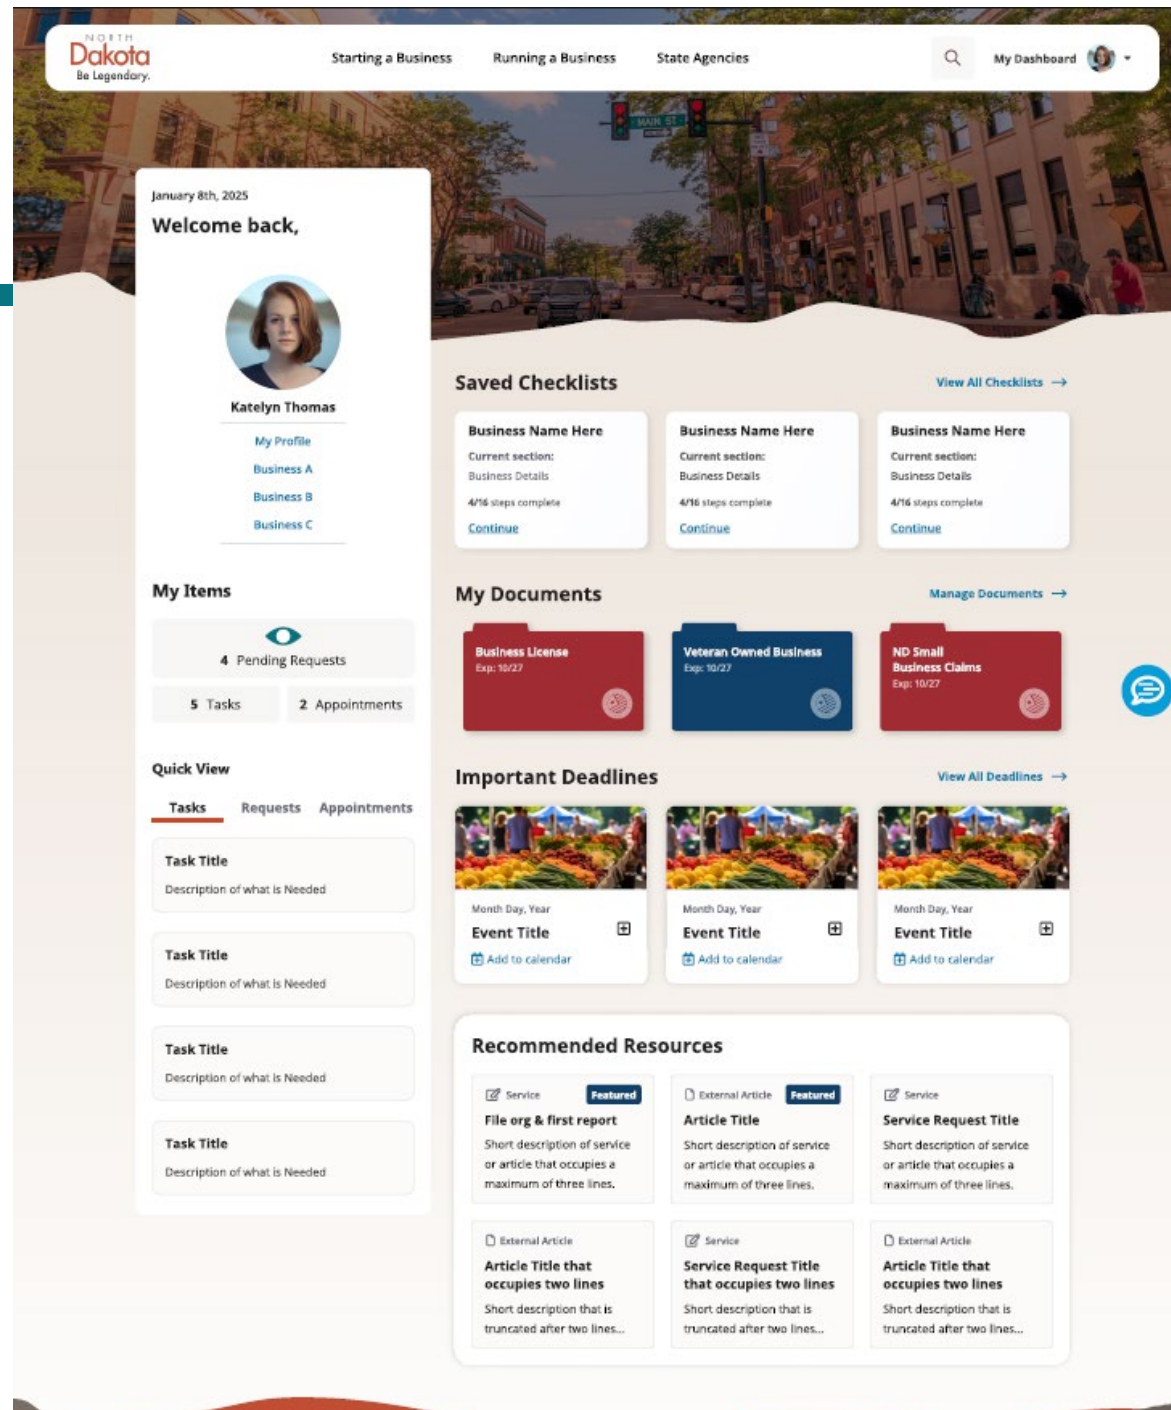 NORTH
Dakota
Be Legendary.
Starting a Business
Running a Business
State Agencies
My Dashboard
MAIN ST
January 8th, 2025
Welcome back,
Katelyn Thomas
My Profile
Business A
Business B
Business C
My Items
4 Pending Requests
5 Tasks
2 Appointments
Quick View
Tasks
Requests
Appointments
Task Title
Description of what is Needed
Task Title
Description of what is Needed
Task Title
Description of what is Needed
Task Title
Description of what is Needed
Saved Checklists
View All Checklists →
Business Name Here
Current section:
Business Details
4/16 steps complete
Continue
Business Name Here
Current section:
Business Details
4/16 steps complete
Continue
Business Name Here
Current section:
Business Details
4/16 steps complete
Continue
My Documents
Manage Documents →
Business License
Exp: 10/27
Veteran Owned Business
Exp: 10/27
ND Small
Business Claims
Exp: 10/27
Important Deadlines
View All Deadlines →
Month Day, Year
Event Title
Add to calendar
Month Day, Year
Event Title
Add to calendar
Month Day, Year
Event Title
Add to calendar
Recommended Resources
Service
Featured
File org & first report
Short description of service
or article that occupies a
maximum of three lines.
External Article
Featured
Article Title
Short description of service
or article that occupies a
maximum of three lines.
Service
Service Request Title
Short description of service
or article that occupies a
maximum of three lines.
External Article
Article Title that
occupies two lines
Short description that is
truncated after two lines...
Service
Service Request Title
that occupies two lines
Short description that is
truncated after two lines...
External Article
Article Title that
occupies two lines
Short description that is
truncated after two lines...